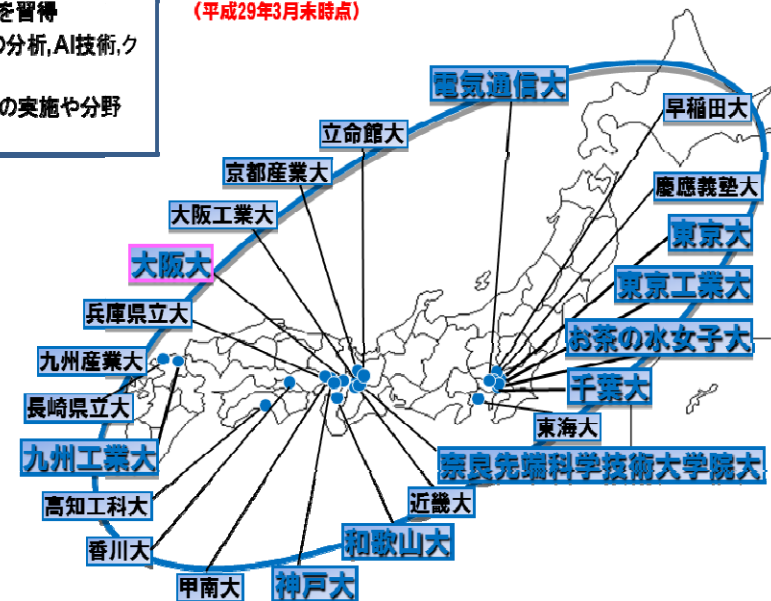 を習得
の分析,AI技術,ク
の実施や分野
(平成29年3月末時点)
電気通信大
早稲田大
立命館大
京都産業大
慶應義塾大
大阪工業大
東京大
大阪大
東京工業大
兵庫県立大
お茶の水女子大
九州産業大
千葉大
長崎県立大
東海大
九州工業大
奈良先端科学技術大学院大
高知工科大
近畿大
香川大
和歌山大
甲南大
神戸大